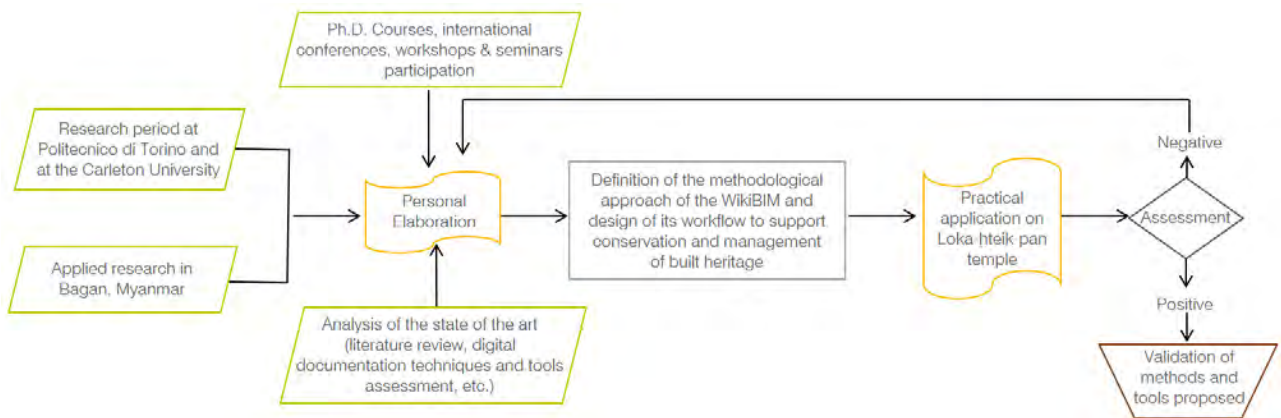 Ph.D. Courses, international
conferences, workshops & seminars
participation
Research period at
Politecnico di Torino and
at the Carleton University
Applied research in
Bagan, Myanmar
Personal
Elaboration
Analysis of the state of the art
(literature review, digital
documentation techniques and tools
assessment, etc.)
Definition of the methodological
approach of the WikiBIM and
design of its workflow to support
conservation and management
of built heritage
Practical
application on
Loka-hteik-pan
temple
Negative
Assessment
Positive
Validation of
methods and
tools proposed